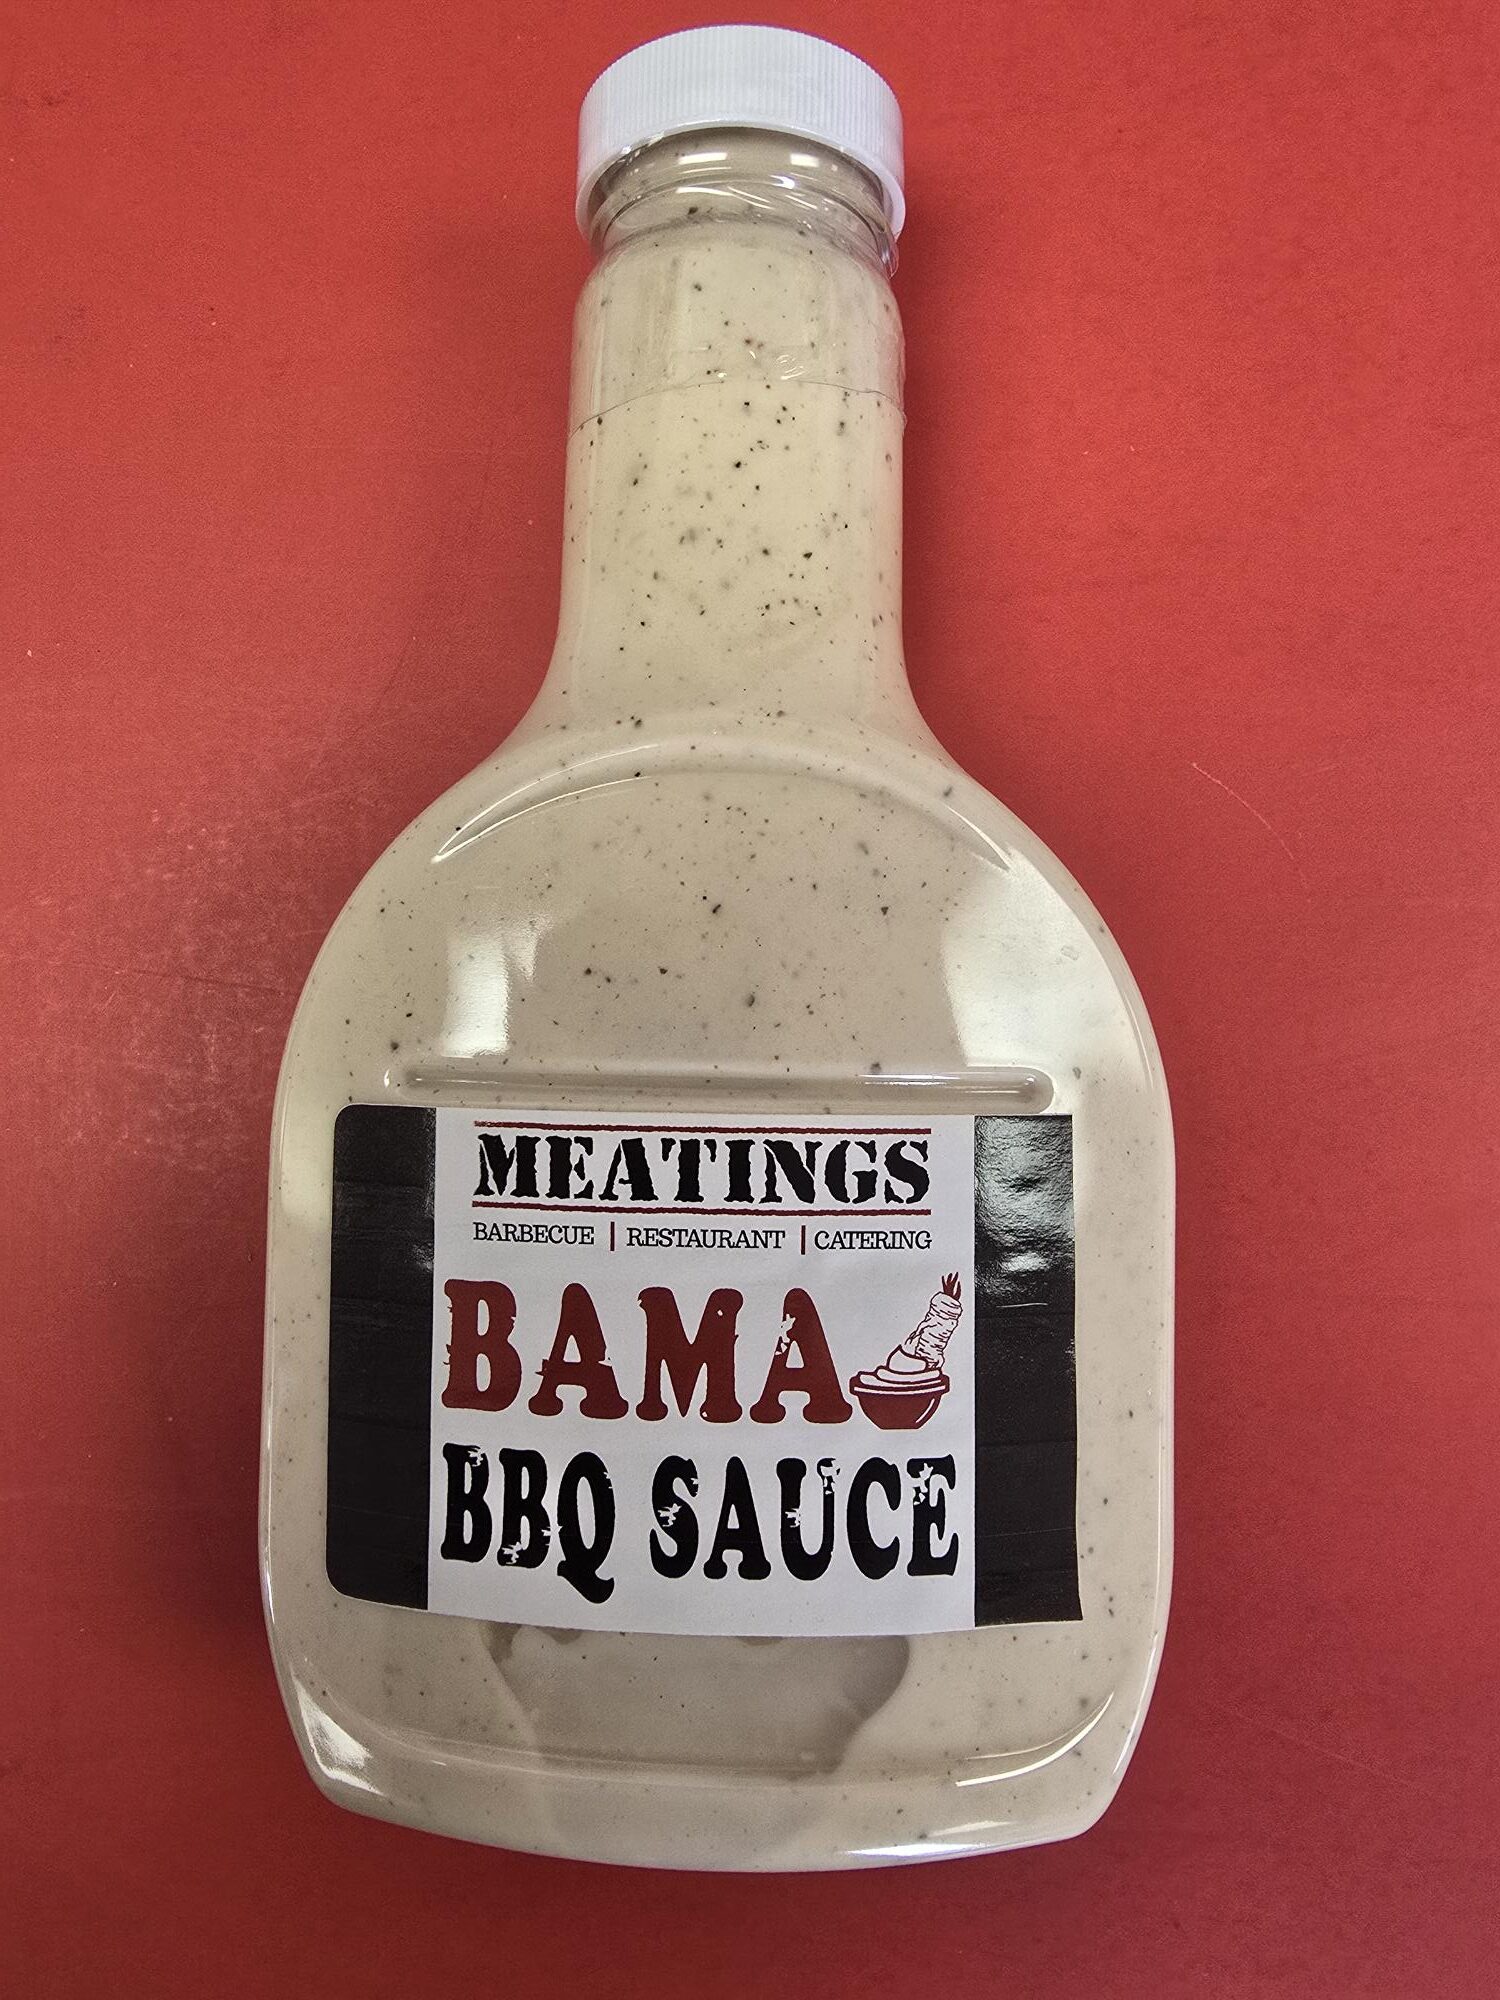 MEATINGS
BARBECUE | RESTAURANT | CATERING
BAMA
BBQ SAUCE